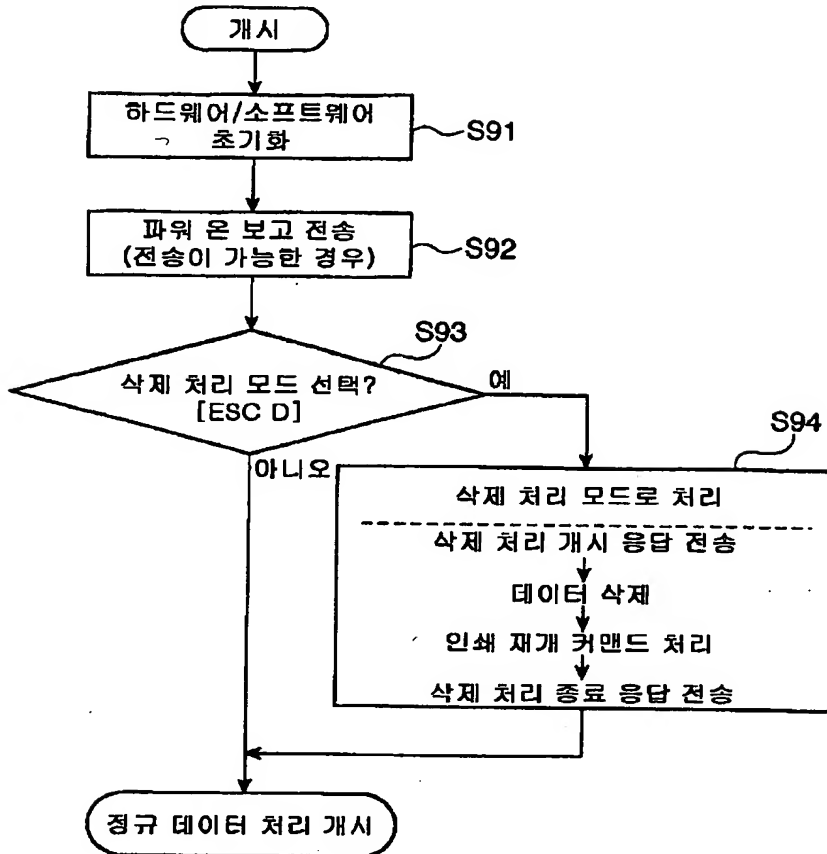 개시
하드웨어/소프트웨어
초기화
S91
파워 온 보고 전송
(전송이 가능한 경우)
S92
S93
삭제 처리 모드 선택?
[ESC D]
예
아니오
S94
삭제 처리 모드로 처리
삭제 처리 개시 응답 전송
데이터 삭제
인쇄 재개 커맨드 처리
삭제 처리 종료 응답 전송
정규 데이터 처리 개시